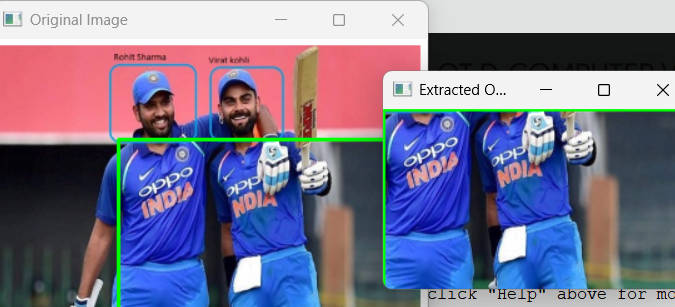 Original Image
Rohit Sharma
Virat kohli
Extracted O...
oppo
INDIA
oppo
INDIA
oppo
INDIA
oppo
INDIA
click "Help" above for mo